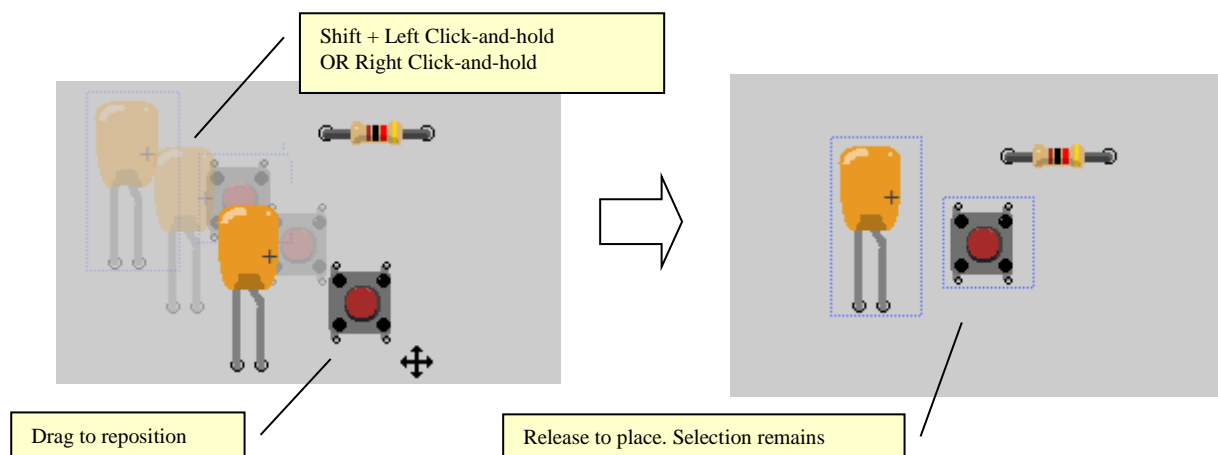 Shift + Left Click-and-hold
OR Right Click-and-hold
Drag to reposition
Release to place. Selection remains